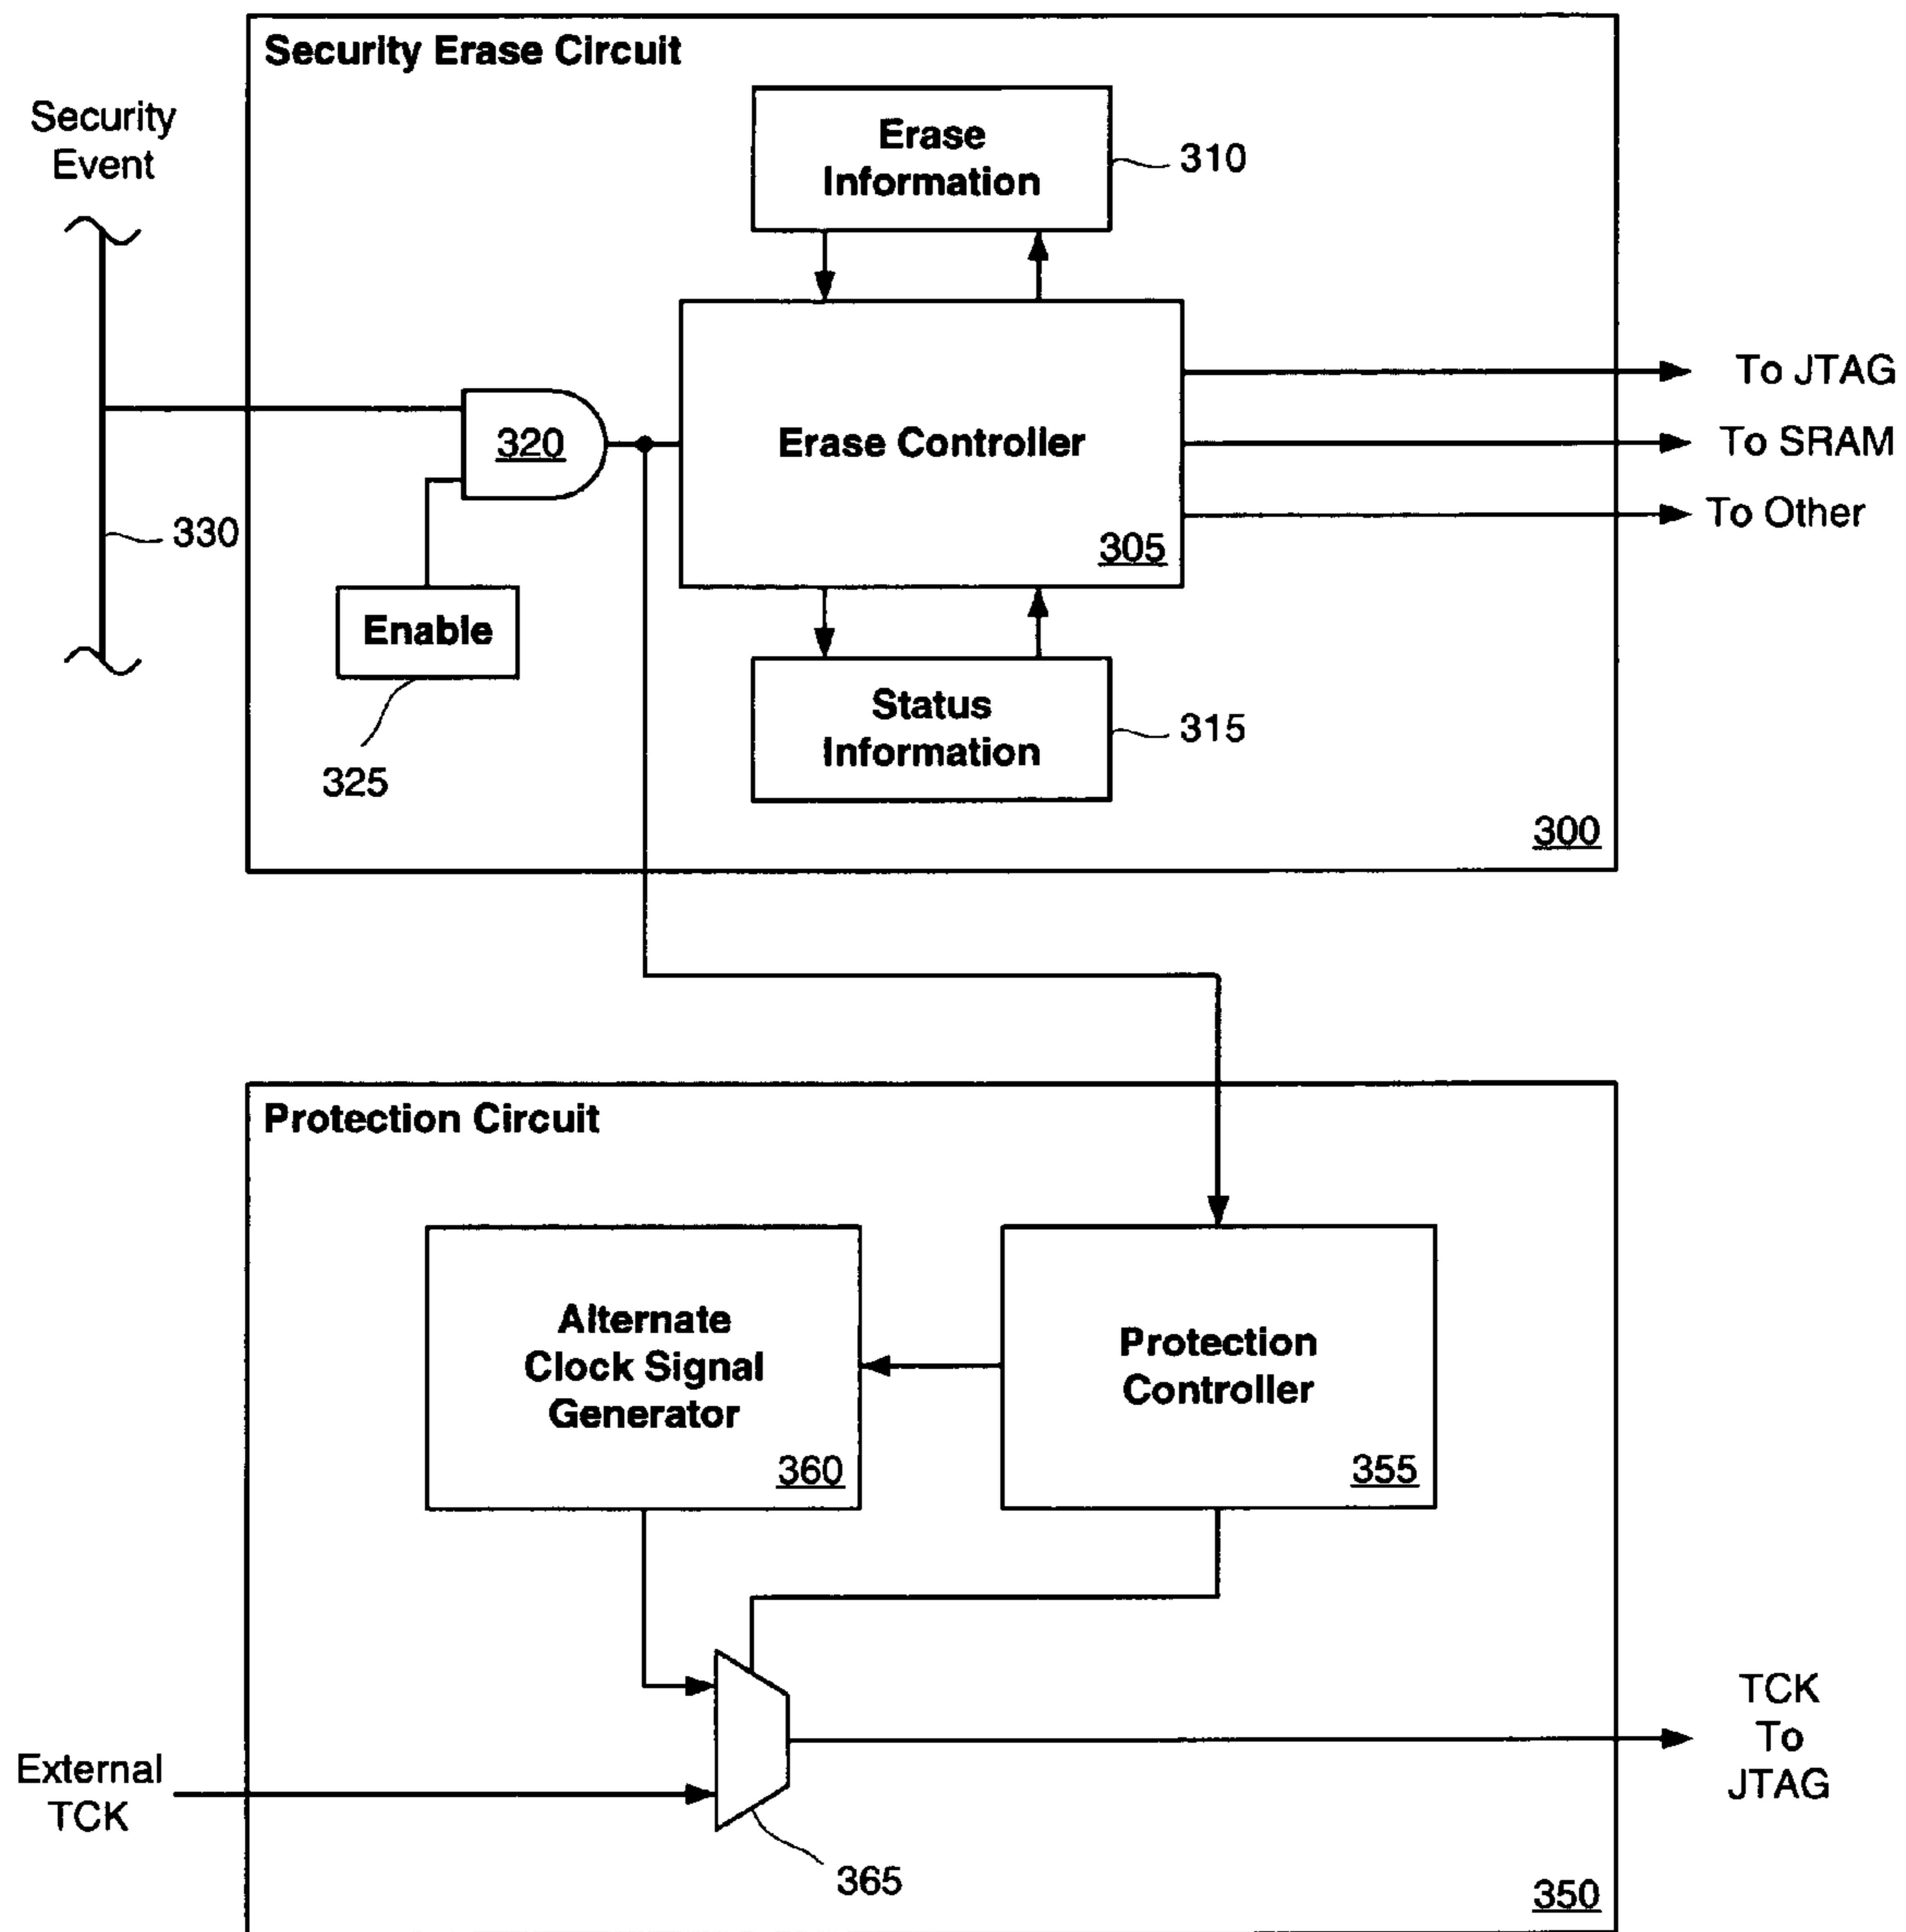 Security Erase Circuit
Security
Event
Erase
Information
310
To JTAG
320
Erase Controller
To SRAM
To Other
330
305
Enable
Status
Information
315
325
300
Protection Circuit
Alternate
Clock Signal
Generator
360
Protection
Controller
355
TCK
To
JTAG
External
TCK
365
350